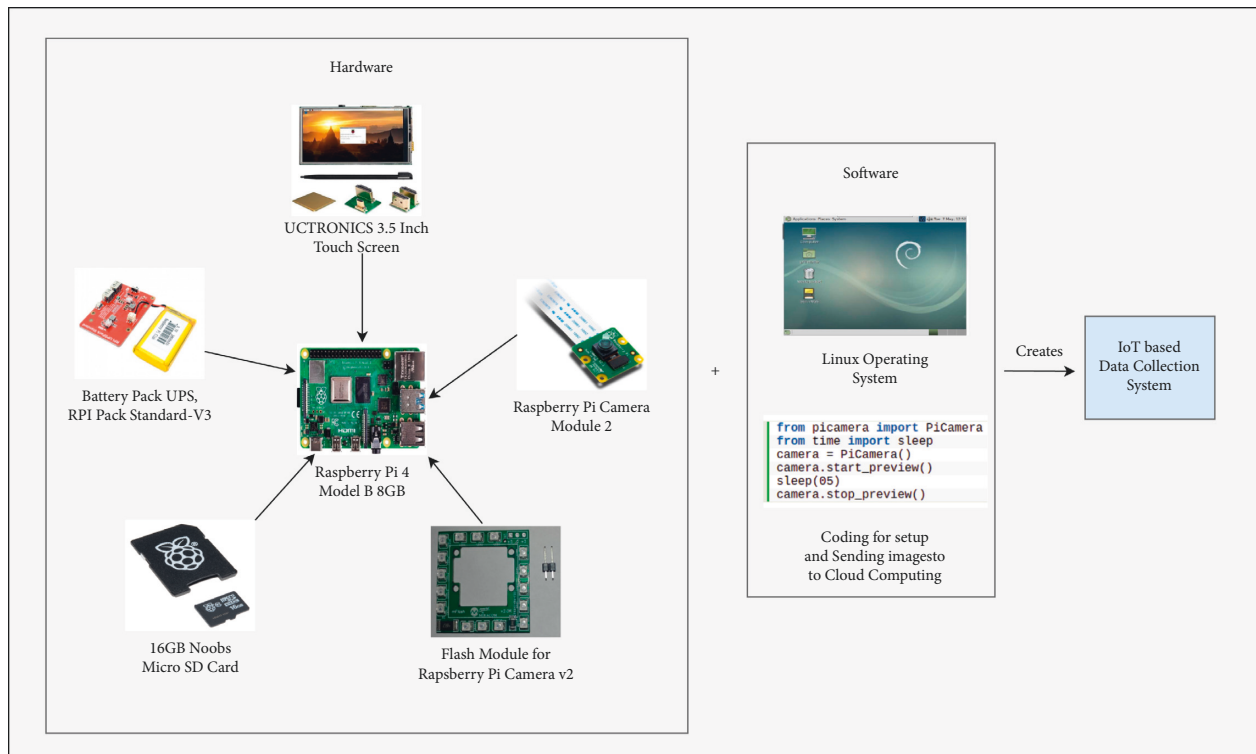 Hardware
UCTRONICS 3.5 Inch
Touch Screen
Battery Pack UPS,
RPI Pack Standard-V3
Raspberry Pi Camera
Module 2
HDMI
Raspberry Pi 4
Model B 8GB
16GB Noobs
Micro SD Card
Flash Module for
Rapsberry Pi Camera v2
+
Software
Linux Operating
System
from picamera import PiCamera
from time import sleep
camera = PiCamera()
camera.start_preview()
sleep(05)
camera.stop_preview()
Coding for setup
and Sending imagesto
to Cloud Computing
Creates
IoT based
Data Collection
System